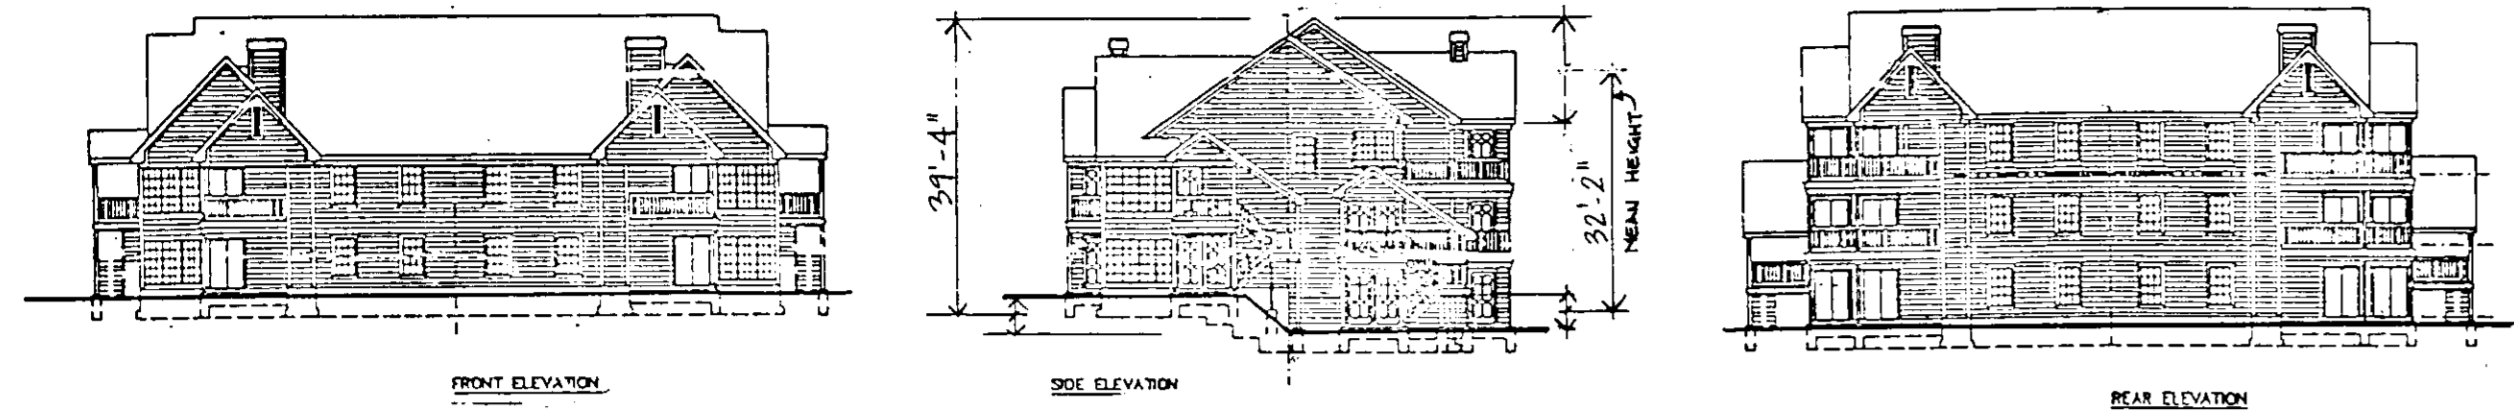 39'-4"
32'-2"
MEAN HEIGHT
FRONT ELEVATION
SIDE ELEVATION
REAR ELEVATION